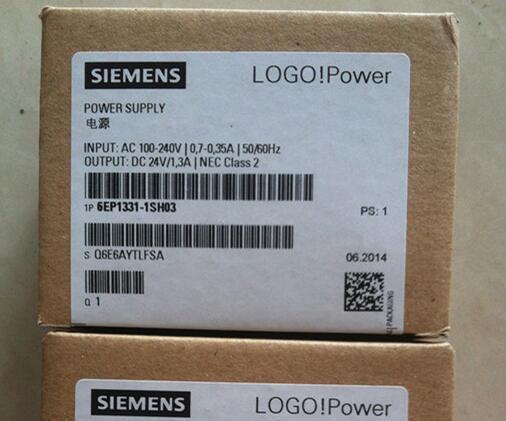 SIEMENS LOGO!Power
POWER SUPPLY
电源
INPUT: AC 100-240V | 0,7-0,35A | 50/60Hz
OUTPUT: DC 24V/1,3A | NEC Class 2
1P 6EP1331-1SH03 PS: 1
S Q6E6AYTLFSA 06.2014
Q 1
PACKAGING
SIEMENS LOGO!Power